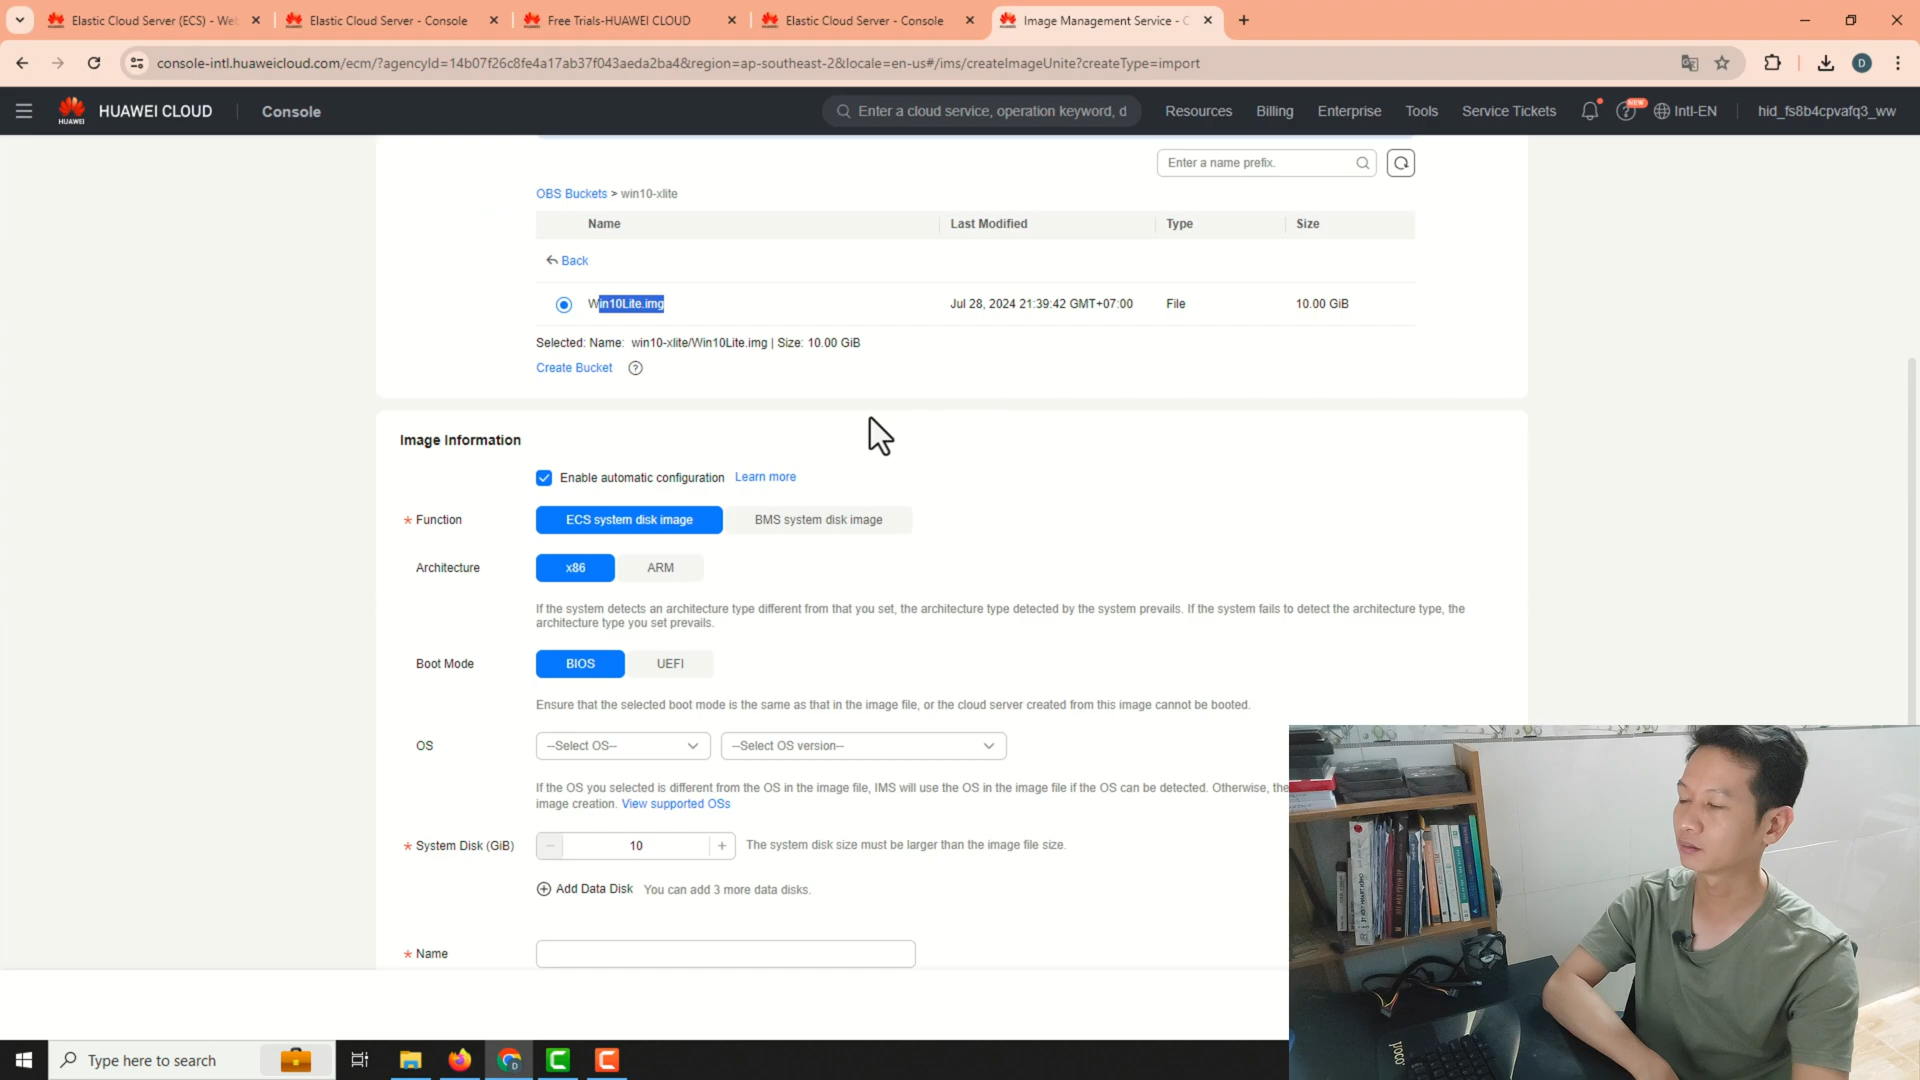 Elastic Cloud Server (ECS) - We
Elastic Cloud Server - Console
Free Trials-HUAWEI CLOUD
Elastic Cloud Server - Console
Image Management Service - C
console-intl.huaweicloud.com/ecm/?agencyId=14b07f26c8fe4a17ab37f043aeda2ba4&region=ap-southeast-2&locale=en-us#/ims/createImageUnite?createType=import
D
HUAWEI
HUAWEI CLOUD
Console
Enter a cloud service, operation keyword, d
Resources
Billing
Enterprise
Tools
Service Tickets
NEW
Intl-EN
hid_fs8b4cpvafq3_ww
Enter a name prefix.
OBS Buckets > win10-xlite
Name Last Modified Type Size
Back
Win10Lite.img Jul 28, 2024 21:39:42 GMT+07:00 File 10.00 GiB
Selected: Name: win10-xlite/Win10Lite.img | Size: 10.00 GiB
Create Bucket
Image Information
Enable automatic configuration Learn more
* Function ECS system disk image BMS system disk image
Architecture x86 ARM
If the system detects an architecture type different from that you set, the architecture type detected by the system prevails. If the system fails to detect the architecture type, the
architecture type you set prevails.
Boot Mode BIOS UEFI
Ensure that the selected boot mode is the same as that in the image file, or the cloud server created from this image cannot be booted.
OS --Select OS-- --Select OS version--
If the OS you selected is different from the OS in the image file, IMS will use the OS in the image file if the OS can be detected. Otherwise, the
image creation. View supported OSs
* System Disk (GiB) 10 The system disk size must be larger than the image file size.
Add Data Disk You can add 3 more data disks.
* Name
Type here to search